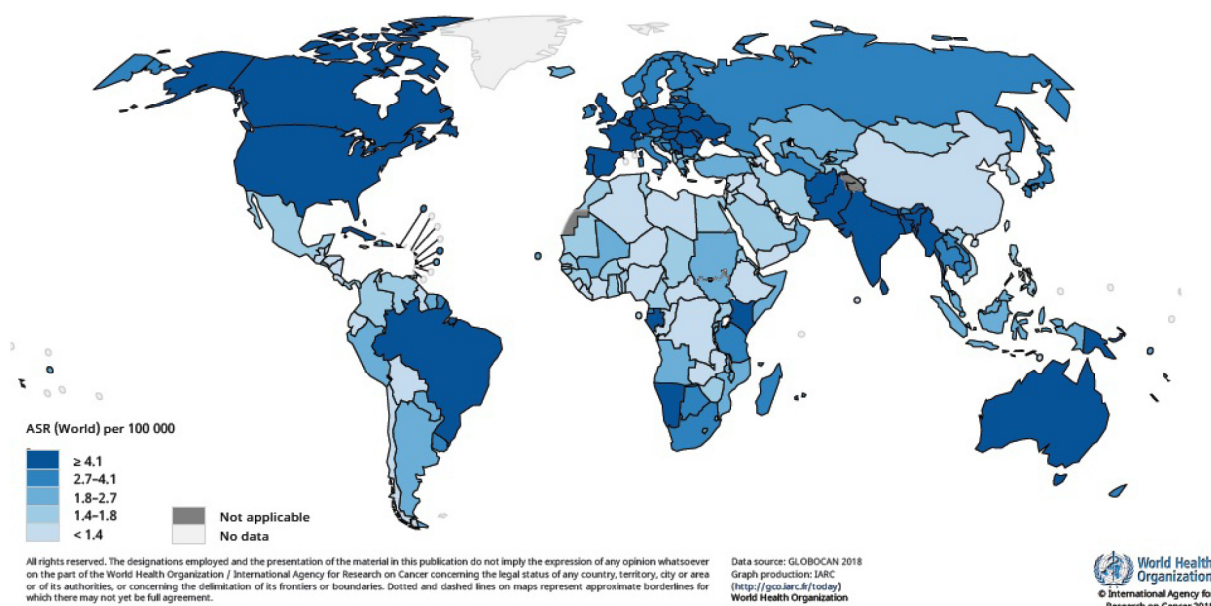 ASR (World) per 100 000
≥ 4.1
2.7–4.1
1.8–2.7
1.4–1.8
< 1.4
Not applicable
No data
All rights reserved. The designations employed and the presentation of the material in this publication do not imply the expression of any opinion whatsoever
on the part of the World Health Organization / International Agency for Research on Cancer concerning the legal status of any country, territory, city or area
or of its authorities, or concerning the delimitation of its frontiers or boundaries. Dotted and dashed lines on maps represent approximate borderlines for
which there may not yet be full agreement.
Data source: GLOBOCAN 2018
Graph production: IARC
(http://gco.iarc.fr/today)
World Health Organization
World Health
Organization
© International Agency for
Research on Cancer 2018